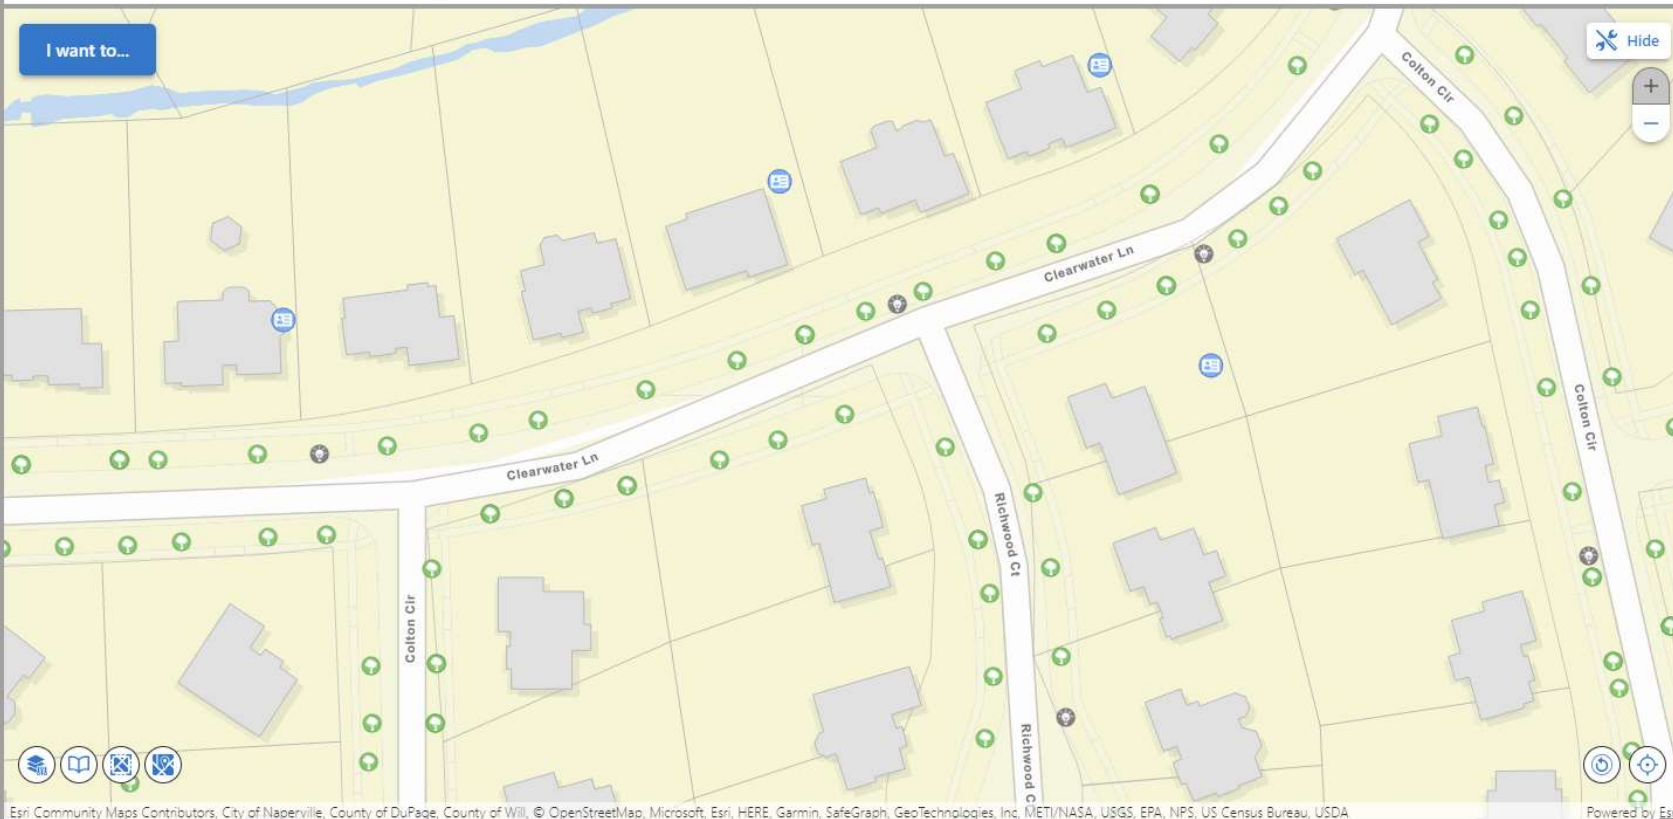 I want to...
Hide
Colton Cir
+
−
Clearwater Ln
Colton Cir
Clearwater Ln
Richwood Ct
Colton Cir
Richwood C
Esri Community Maps Contributors, City of Naperville, County of DuPage, County of Will, © OpenStreetMap, Microsoft, Esri, HERE, Garmin, SafeGraph, GeoTechnologies, Inc, METI/NASA, USGS, EPA, NPS, US Census Bureau, USDA
Powered by Es